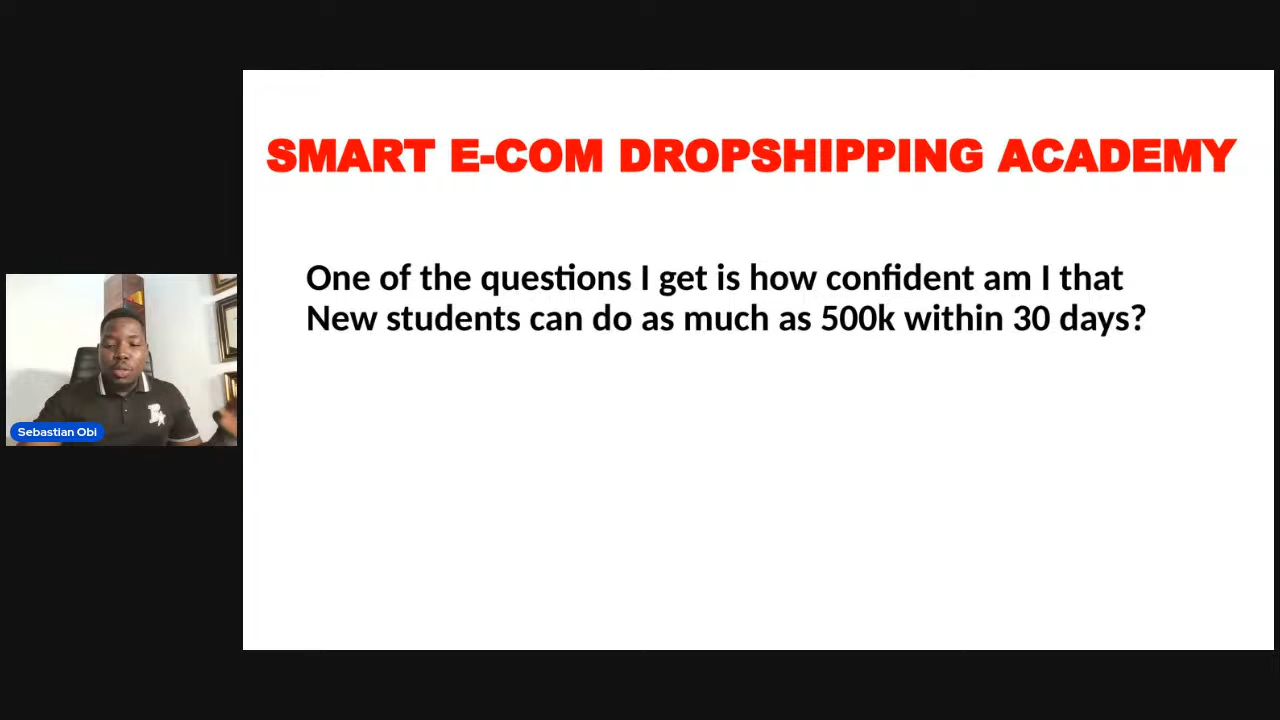 SMART E-COM DROPSHIPPING ACADEMY
One of the questions I get is how confident am I that
New students can do as much as 500k within 30 days?
Sebastian Obi